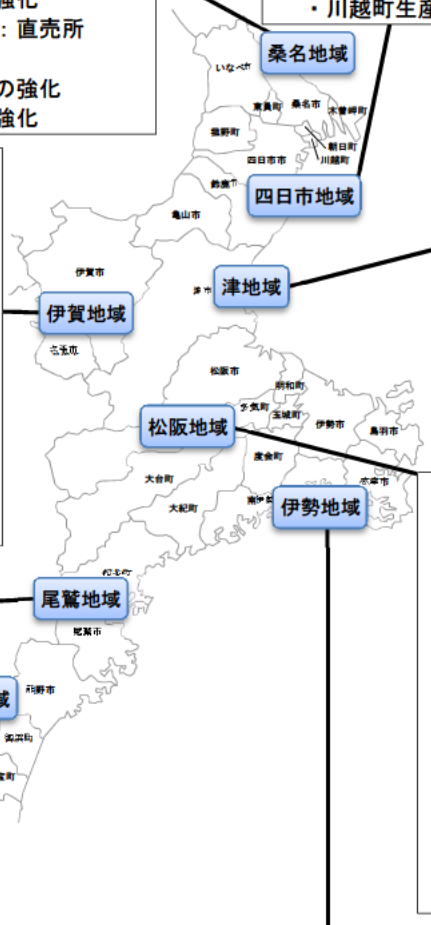 強化
・川越町生産
：直売所
の強化
強化
桑名地域
いなべ市
東員町
桑名市
木曽岬町
菰野町
朝日町
川越町
四日市市
鈴鹿市
四日市地域
亀山市
伊賀市
津市
津地域
伊賀地域
名張市
松阪市
明和町
多気町
玉城町
伊勢市
鳥羽市
松阪地域
度会町
大台町
志摩市
大紀町
南伊勢
伊勢地域
紀北町
尾鷲地域
尾鷲市
熊野市
域
御浜町
宝町